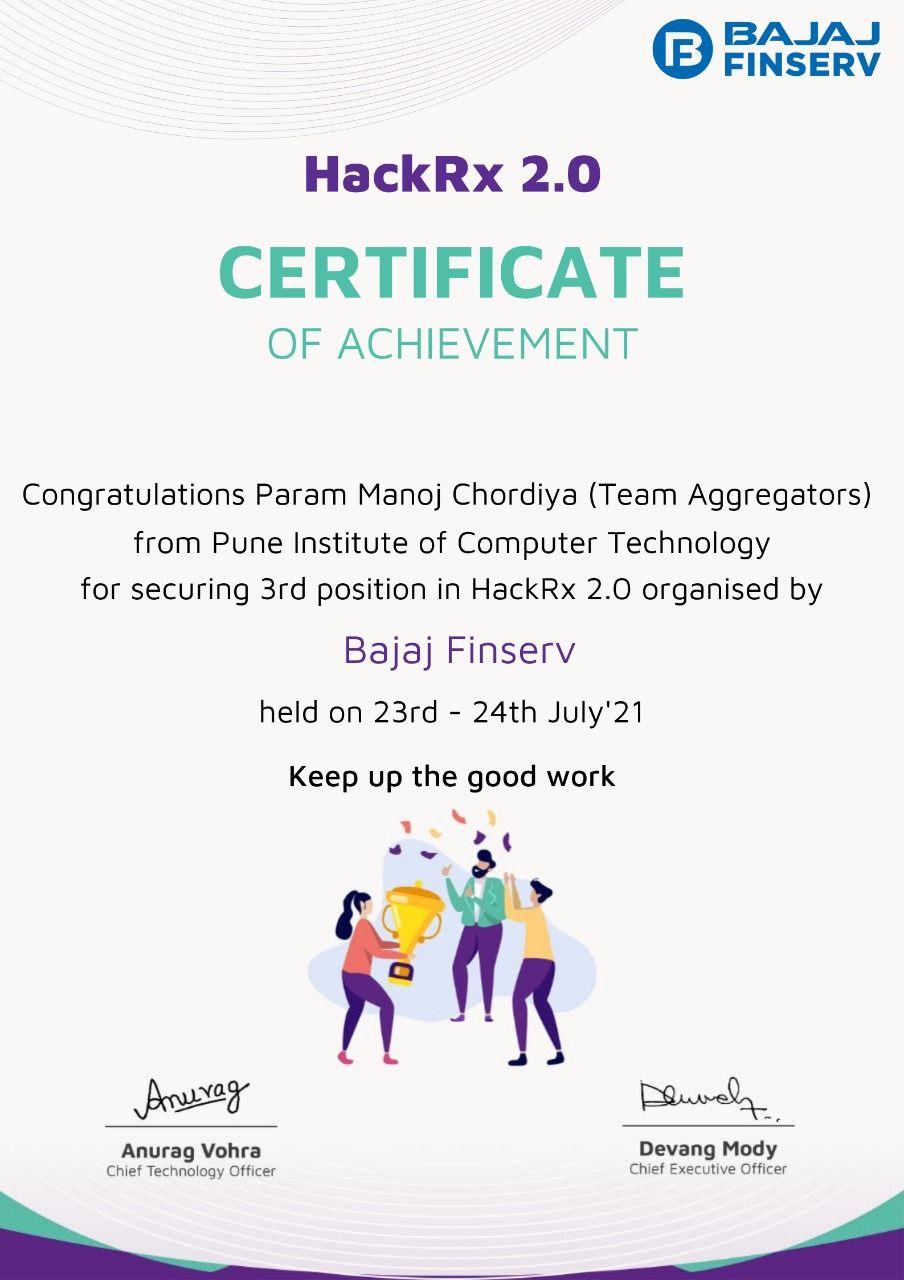 BAJAJ
FINSERV
HackRx 2.0
CERTIFICATE
OF ACHIEVEMENT
Congratulations Param Manoj Chordiya (Team Aggregators)
from Pune Institute of Computer Technology
for securing 3rd position in HackRx 2.0 organised by
Bajaj Finserv
held on 23rd - 24th July'21
Keep up the good work
Anurag
Anurag Vohra
Chief Technology Officer
Devang Mody
Chief Executive Officer